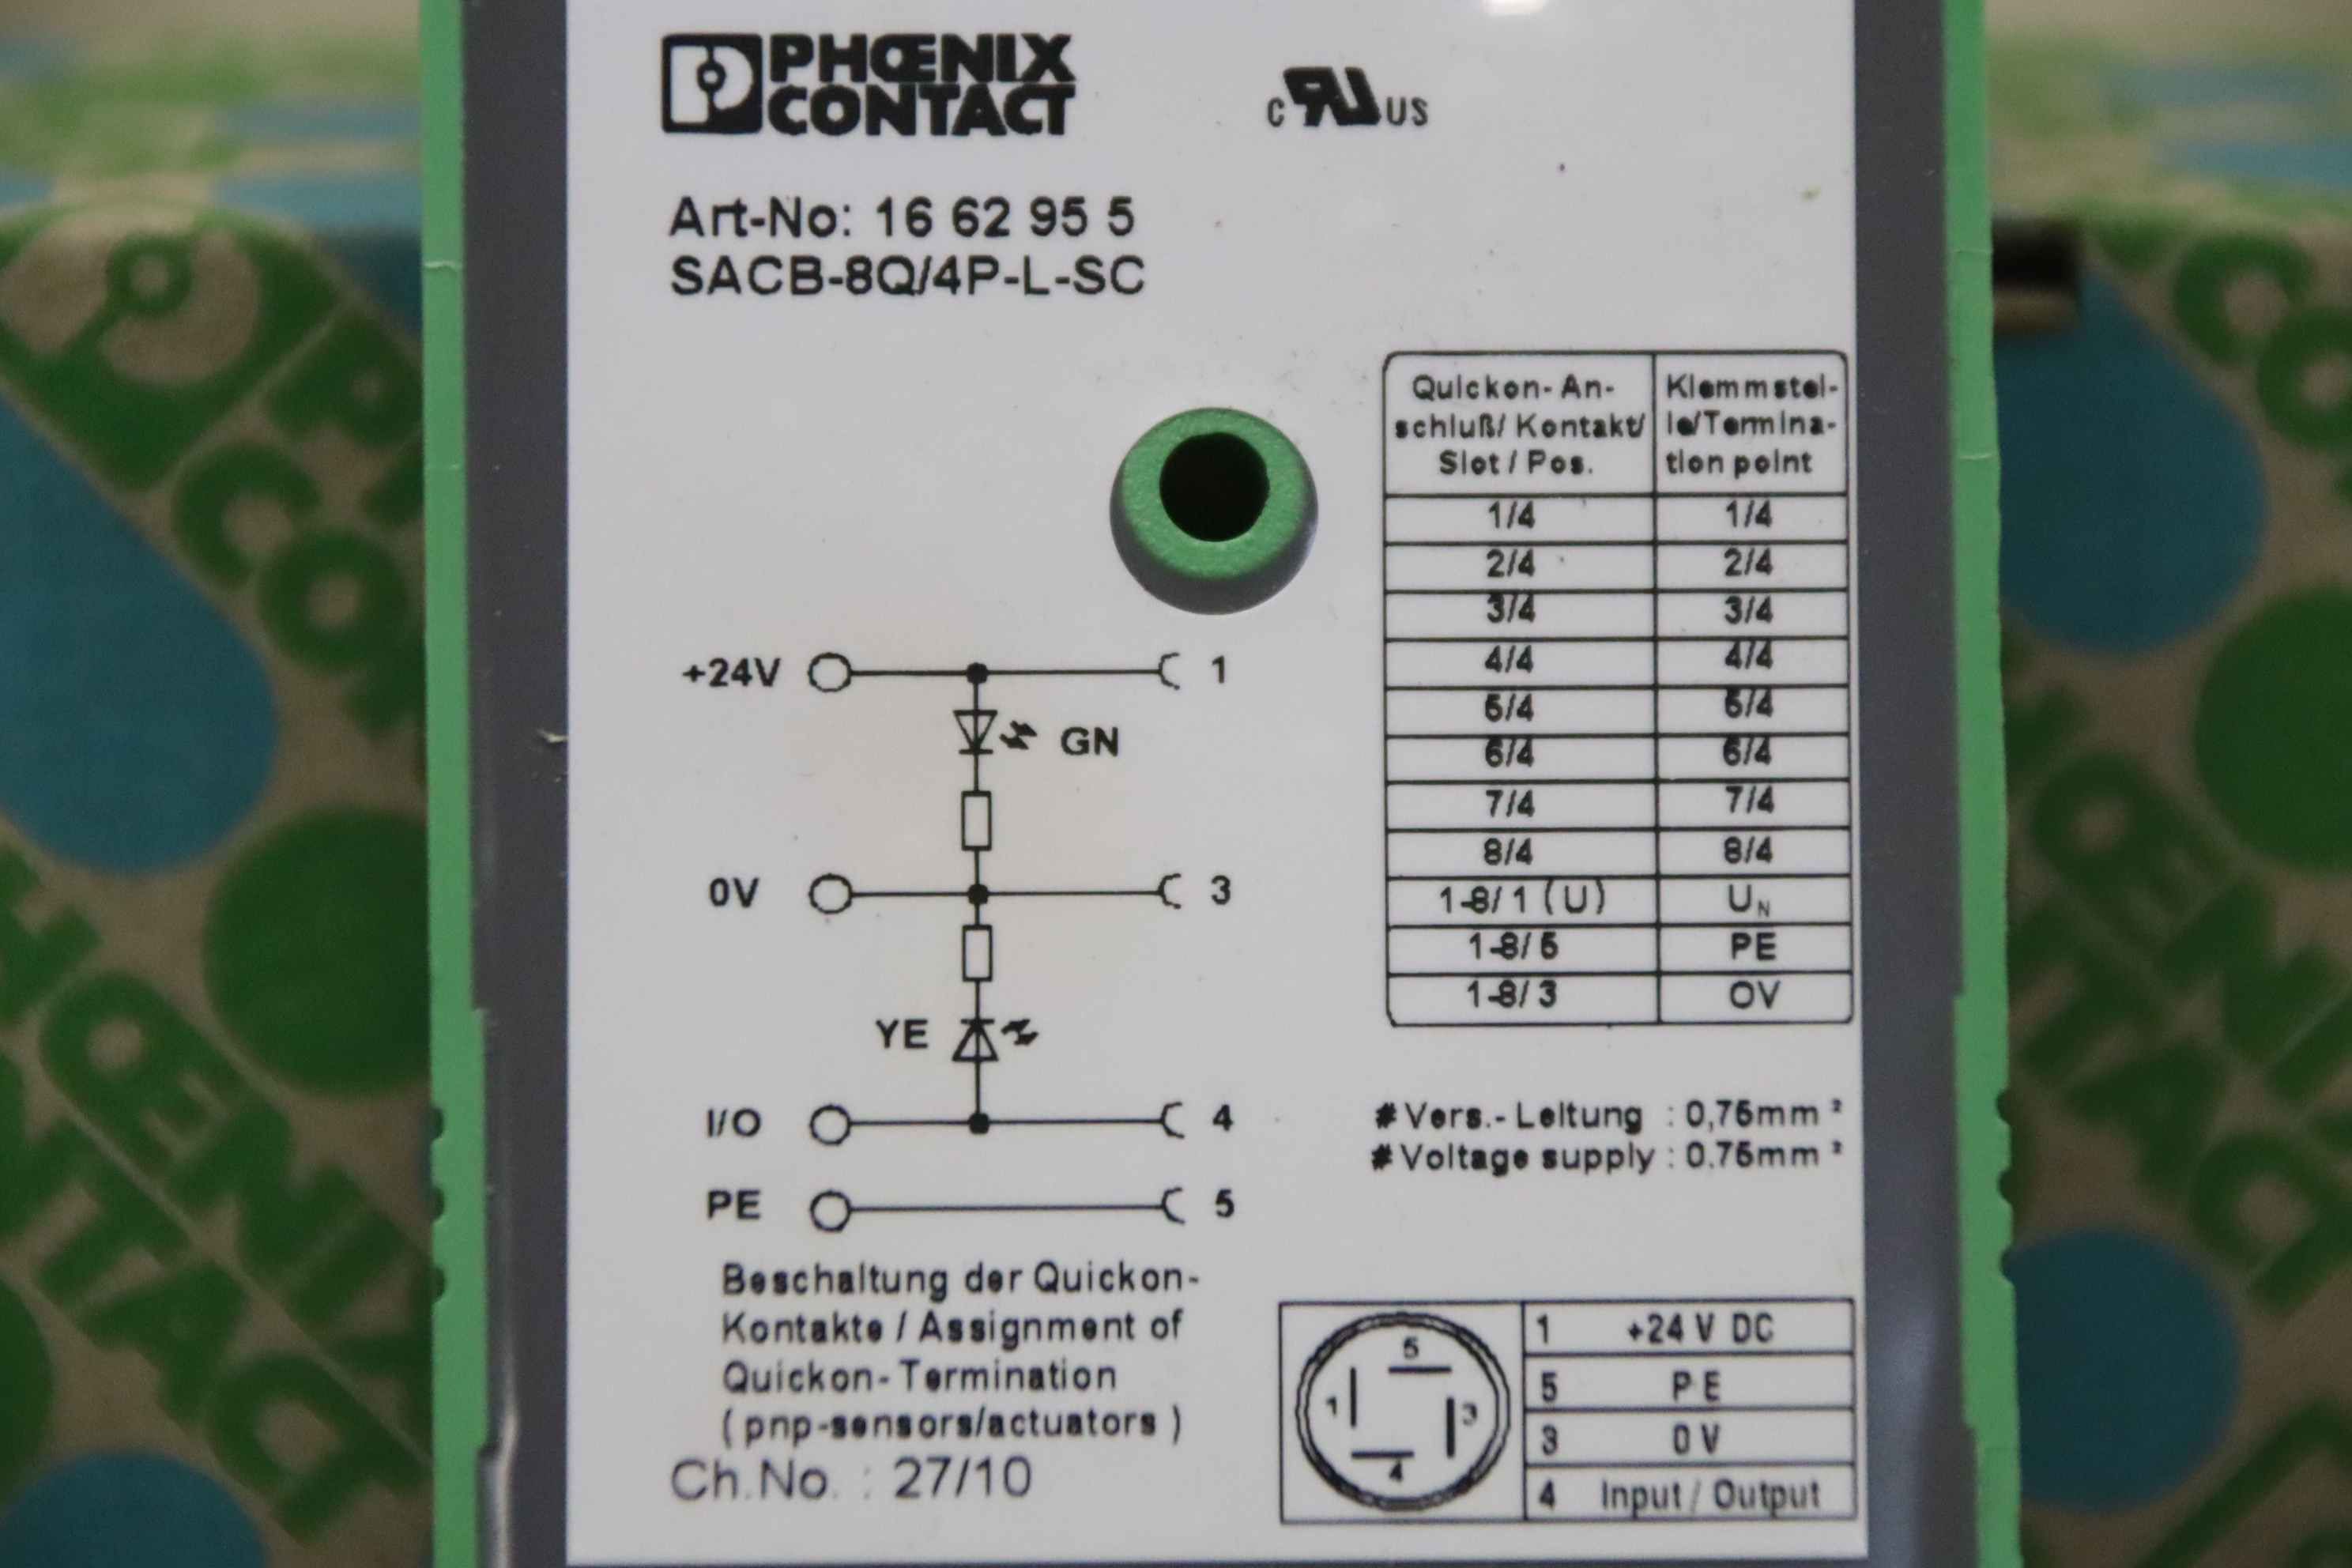 PHŒNIX
CONTACT
c RU US
Art-No: 16 62 95 5
SACB-8Q/4P-L-SC
Quickon-An-
schluß/ Kontakt/
Slot / Pos.
Klemmstel-
le/Termina-
tion point
1/4 1/4
2/4 2/4
3/4 3/4
4/4 4/4
5/4 5/4
6/4 6/4
7/4 7/4
8/4 8/4
1-8/ 1 (U) UN
1-8/ 5 PE
1-8/ 3 OV
+24V 1
GN
0V 3
YE
I/O 4
PE 5
# Vers.- Leitung : 0,75mm ²
# Voltage supply : 0.75mm ²
Beschaltung der Quickon-
Kontakte / Assignment of
Quickon- Termination
( pnp-sensors/actuators )
Ch.No. : 27/10
5
1
3
4
1 +24 V DC
5 P E
3 0 V
4 Input / Output